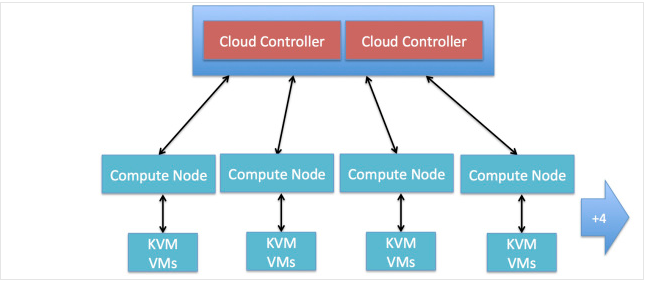 Cloud Controller Cloud Controller
Compute Node Compute Node Compute Node Compute Node
+4
KVM KVM KVM KVM
VMs VMs VMs VMs